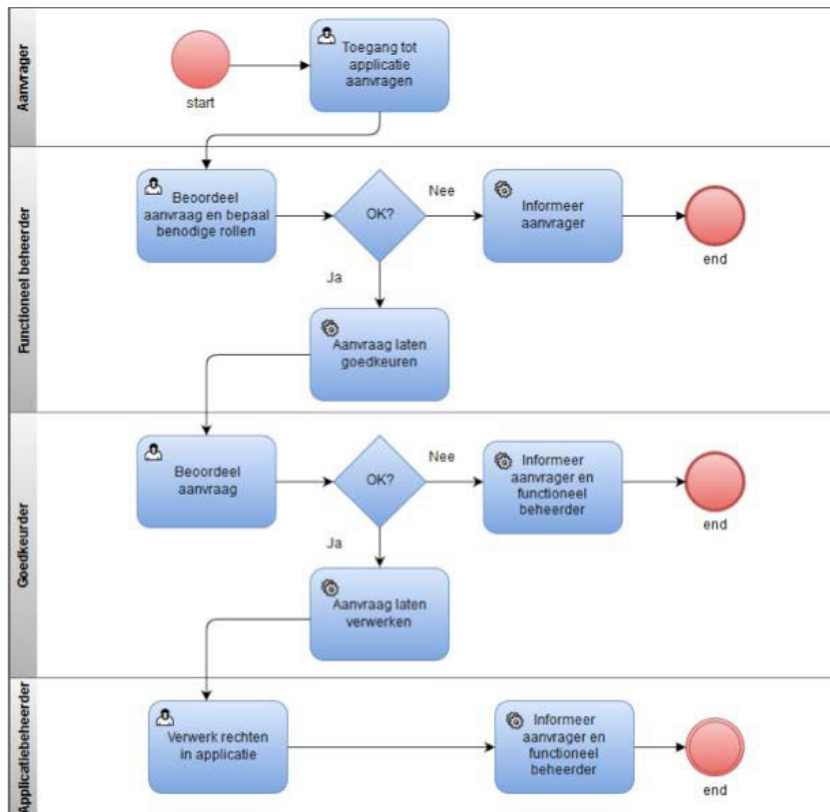 Aanvrager
start
Toegang tot
applicatie
aanvragen
Functioneel beheerder
Beoordeel
aanvraag en bepaal
benodige rollen
OK?
Nee
Informeer
aanvrager
end
Ja
Aanvraag laten
goedkeuren
Goedkeurder
Beoordeel
aanvraag
OK?
Nee
Informeer
aanvrager en
functioneel
beheerder
end
Ja
Aanvraag laten
verwerken
Applicatiebeheerder
Verwerk rechten
in applicatie
Informeer
aanvrager en
functioneel
beheerder
end